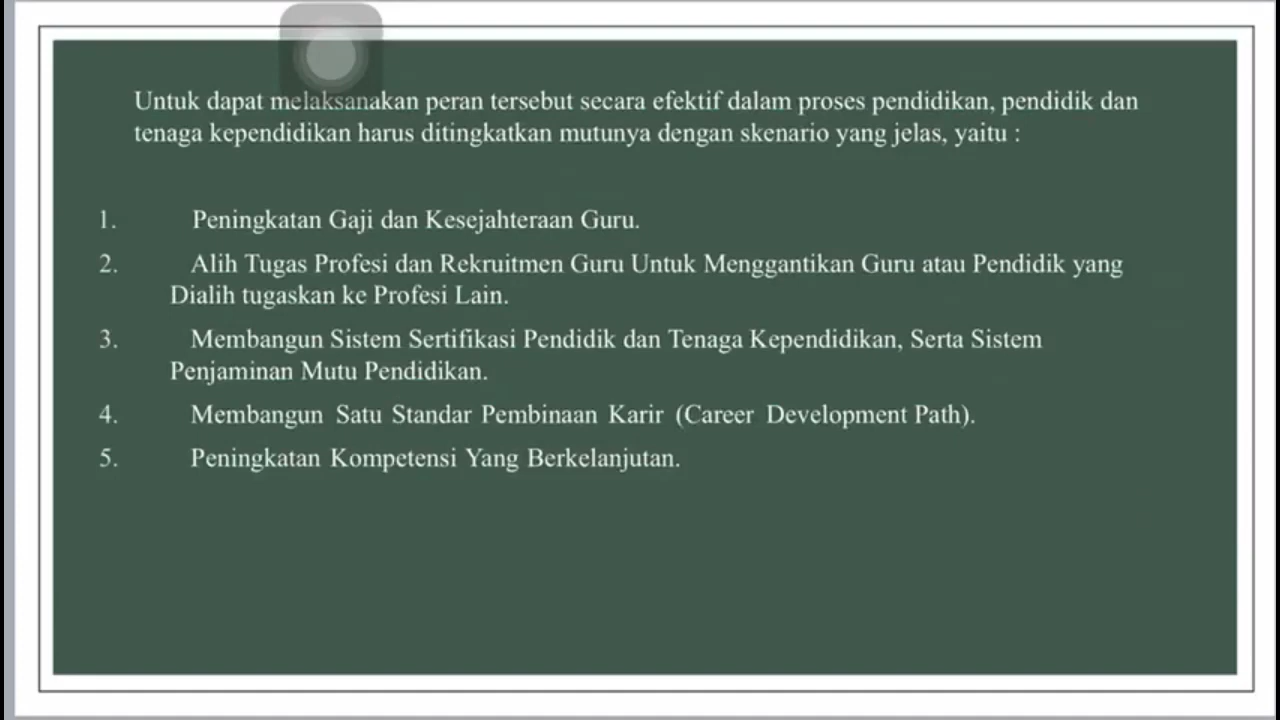 Untuk dapat melaksanakan peran tersebut secara efektif dalam proses pendidikan, pendidik dan
tenaga kependidikan harus ditingkatkan mutunya dengan skenario yang jelas, yaitu :
1. Peningkatan Gaji dan Kesejahteraan Guru.
2. Alih Tugas Profesi dan Rekruitmen Guru Untuk Menggantikan Guru atau Pendidik yang
Dialih tugaskan ke Profesi Lain.
3. Membangun Sistem Sertifikasi Pendidik dan Tenaga Kependidikan, Serta Sistem
Penjaminan Mutu Pendidikan.
4. Membangun Satu Standar Pembinaan Karir (Career Development Path).
5. Peningkatan Kompetensi Yang Berkelanjutan.